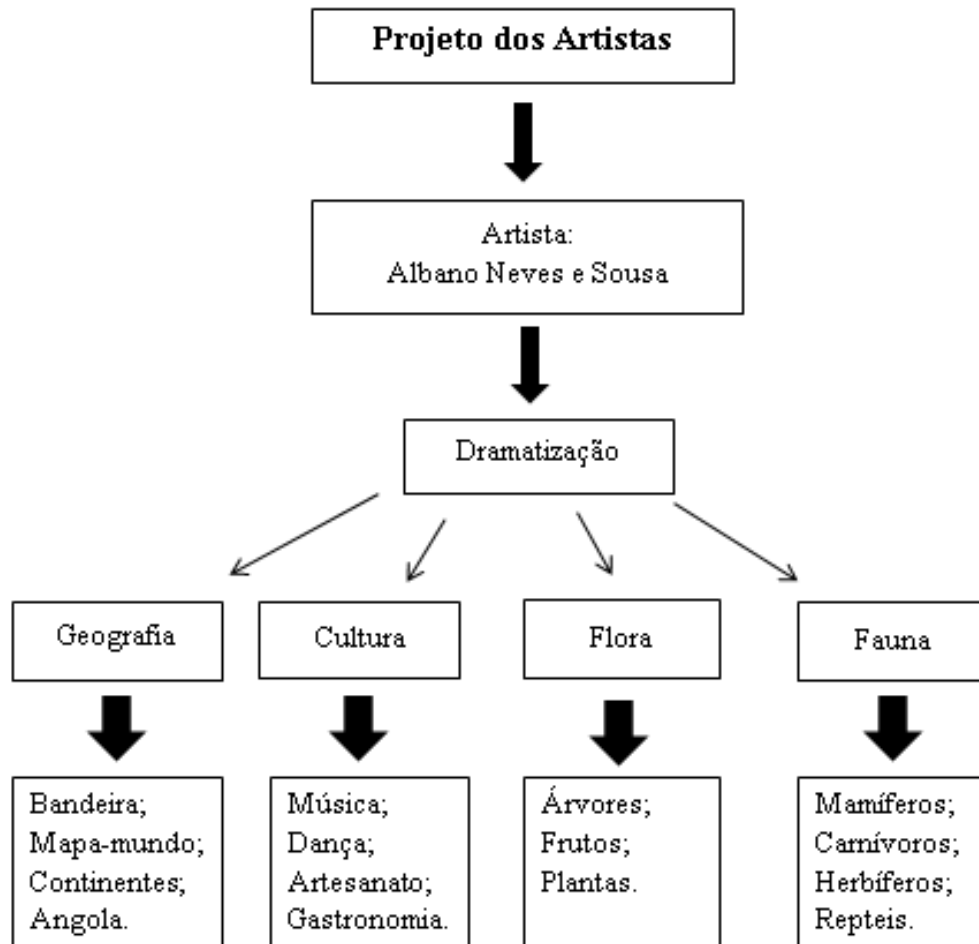 Projeto dos Artistas
Artista:
Albano Neves e Sousa
Dramatização
Geografia
Cultura
Flora
Fauna
Bandeira;
Mapa-mundo;
Continentes;
Angola.
Música;
Dança;
Artesanato;
Gastronomia.
Árvores;
Frutos;
Plantas.
Mamíferos;
Carnívoros;
Herbíferos;
Repteis.